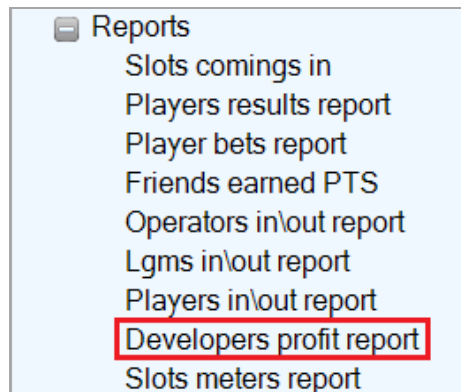 Reports
Slots comings in
Players results report
Player bets report
Friends earned PTS
Operators in\out report
Lgms in\out report
Players in\out report
Developers profit report
Slots meters report